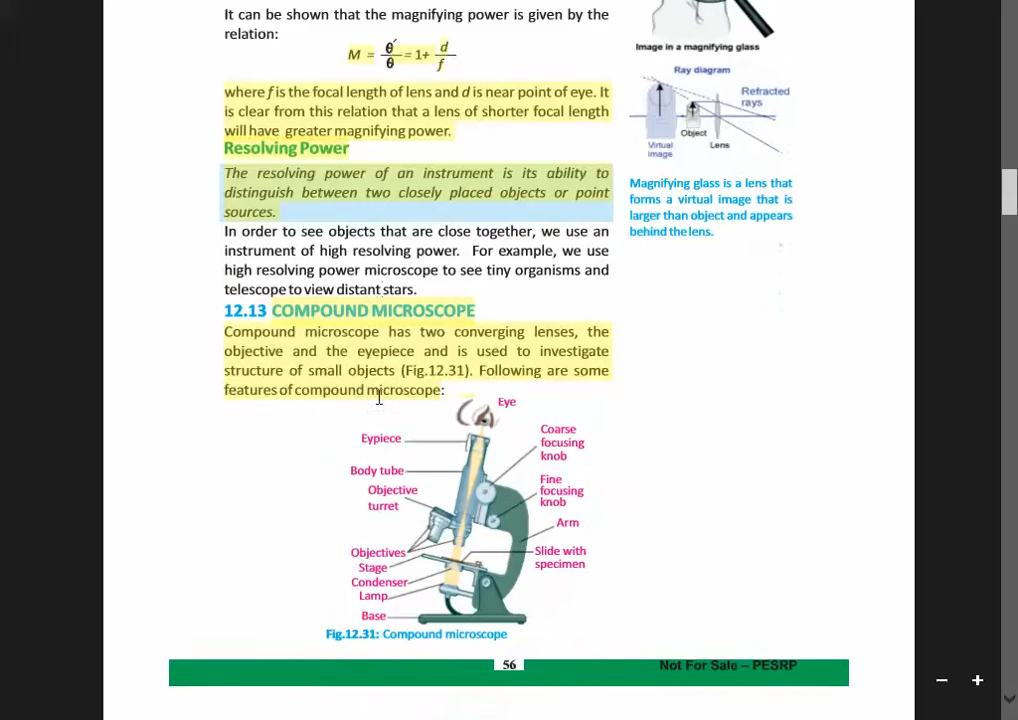 It can be shown that the magnifying power is given by the
relation:
M = θ′/θ = 1+ d/f
where f is the focal length of lens and d is near point of eye. It
is clear from this relation that a lens of shorter focal length
will have greater magnifying power.
Resolving Power
The resolving power of an instrument is its ability to
distinguish between two closely placed objects or point
sources.
In order to see objects that are close together, we use an
instrument of high resolving power. For example, we use
high resolving power microscope to see tiny organisms and
telescope to view distant stars.
12.13 COMPOUND MICROSCOPE
Compound microscope has two converging lenses, the
objective and the eyepiece and is used to investigate
structure of small objects (Fig.12.31). Following are some
features of compound microscope:
Eye
Eypiece
Coarse
focusing
knob
Body tube
Fine
focusing
knob
Objective
turret
Arm
Objectives
Slide with
specimen
Stage
Condenser
Lamp
Base
Fig.12.31: Compound microscope
Image in a magnifying glass
Ray diagram
Refracted
rays
Object
Virtual
image
Lens
Magnifying glass is a lens that
forms a virtual image that is
larger than object and appears
behind the lens.
56
Not For Sale – PESRP